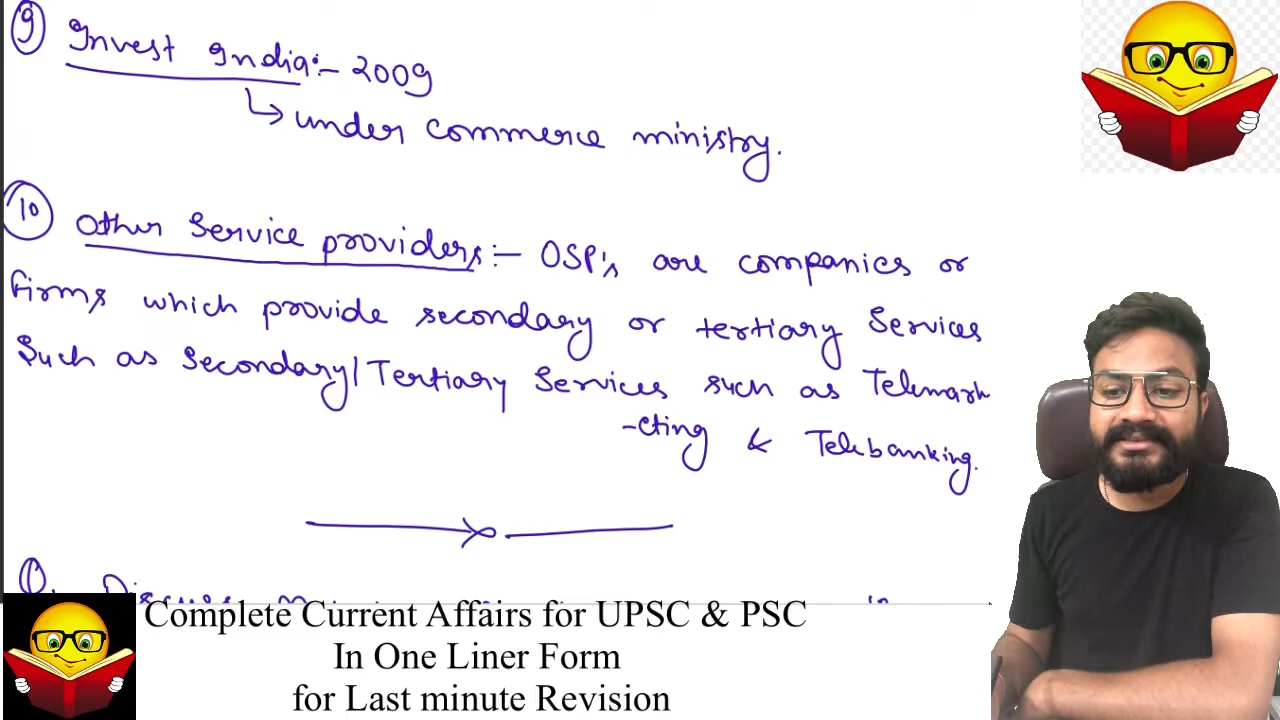 9 Invest India:- 2009
↳ under commerce ministry.
10 Other Service providers:- OSP's are companies or
firms which provide secondary or tertiary Services
Such as Secondary/Tertiary Services such as Telemark
-eting & Telebanking.
Q. Discuss
Complete Current Affairs for UPSC & PSC
In One Liner Form
for Last minute Revision